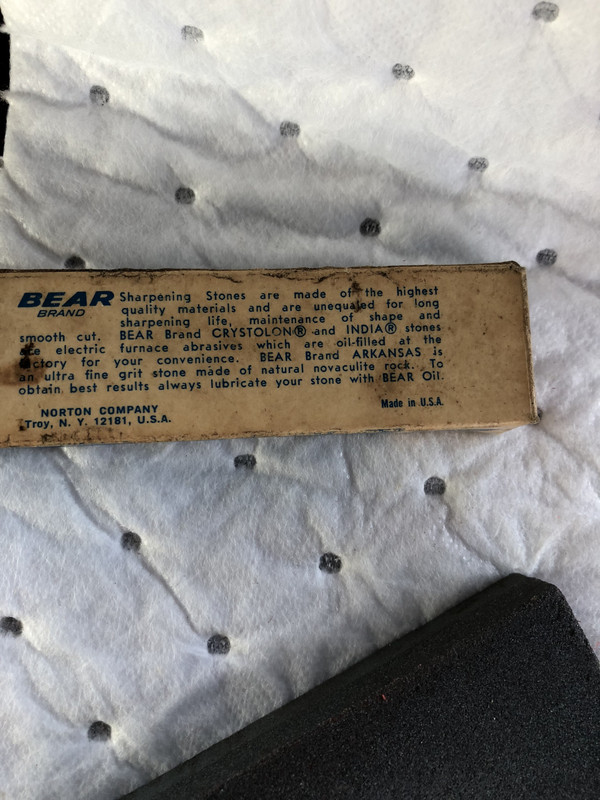 BEAR Sharpening Stones are made of the highest
BRAND quality materials and are unequaled for long
sharpening life, maintenance of shape and
smooth cut. BEAR Brand CRYSTOLON® and INDIA® stones
are electric furnace abrasives which are oil-filled at the
factory for your convenience. BEAR Brand ARKANSAS is
an ultra fine grit stone made of natural novaculite rock. To
obtain best results always lubricate your stone with BEAR Oil.
NORTON COMPANY
Troy, N. Y. 12181, U.S.A.
Made in U.S.A.